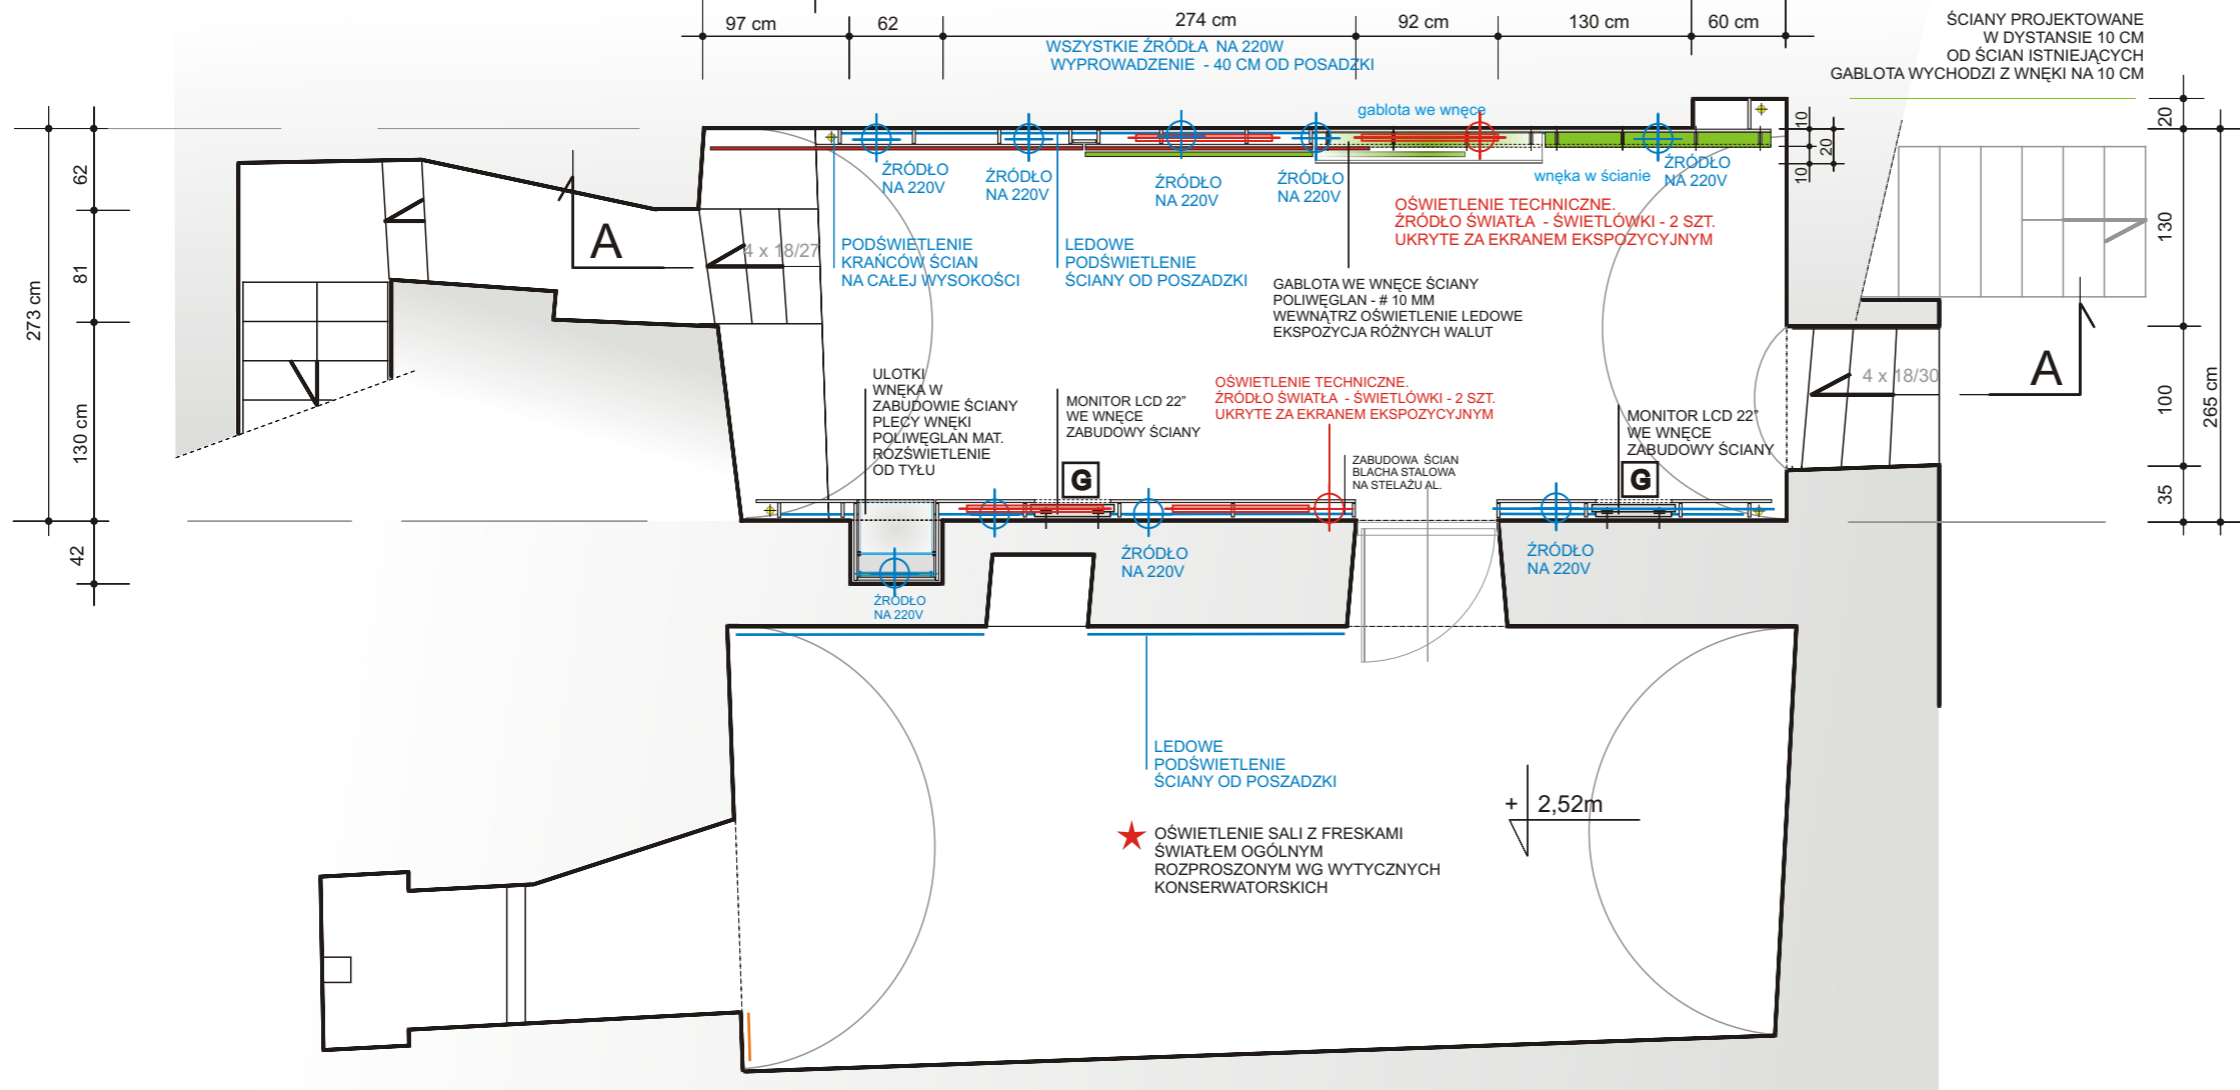 97 cm
62
274 cm
92 cm
130 cm
60 cm
ŚCIANY PROJEKTOWANE
W DYSTANSIE 10 CM
OD ŚCIAN ISTNIEJĄCYCH
GABLOTA WYCHODZI Z WNĘKI NA 10 CM
WSZYSTKIE ŹRÓDŁA NA 220W
WYPROWADZENIE - 40 CM OD POSADZKI
gablota we wnęce
wnęka w ścianie
10
20
10
20
130
100
35
265 cm
62
81
130 cm
42
273 cm
ŹRÓDŁO
NA 220V
ŹRÓDŁO
NA 220V
ŹRÓDŁO
NA 220V
ŹRÓDŁO
NA 220V
ŹRÓDŁO
NA 220V
OŚWIETLENIE TECHNICZNE.
ŹRÓDŁO ŚWIATŁA - ŚWIETLÓWKI - 2 SZT.
UKRYTE ZA EKRANEM EKSPOZYCYJNYM
A
4 x 18/27
PODŚWIETLENIE
KRAŃCÓW ŚCIAN
NA CAŁEJ WYSOKOŚCI
LEDOWE
PODŚWIETLENIE
ŚCIANY OD POSZADZKI
GABLOTA WE WNĘCE ŚCIANY
POLIWĘGLAN - # 10 MM
WEWNĄTRZ OŚWIETLENIE LEDOWE
EKSPOZYCJA RÓŻNYCH WALUT
4 x 18/30
A
ULOTKI
WNĘKA W
ZABUDOWIE ŚCIANY
PLECY WNĘKI
POLIWĘGLAN MAT.
ROZŚWIETLENIE
OD TYŁU
MONITOR LCD 22"
WE WNĘCE
ZABUDOWY ŚCIANY
G
OŚWIETLENIE TECHNICZNE.
ŹRÓDŁO ŚWIATŁA - ŚWIETLÓWKI - 2 SZT.
UKRYTE ZA EKRANEM EKSPOZYCYJNYM
ZABUDOWA ŚCIAN
BLACHA STALOWA
NA STELAŻU AL.
MONITOR LCD 22"
WE WNĘCE
ZABUDOWY ŚCIANY
G
ŹRÓDŁO
NA 220V
ŹRÓDŁO
NA 220V
ŹRÓDŁO
NA 220V
LEDOWE
PODŚWIETLENIE
ŚCIANY OD POSZADZKI
+ 2,52m
OŚWIETLENIE SALI Z FRESKAMI
ŚWIATŁEM OGÓLNYM
ROZPROSZONYM WG WYTYCZNYCH
KONSERWATORSKICH